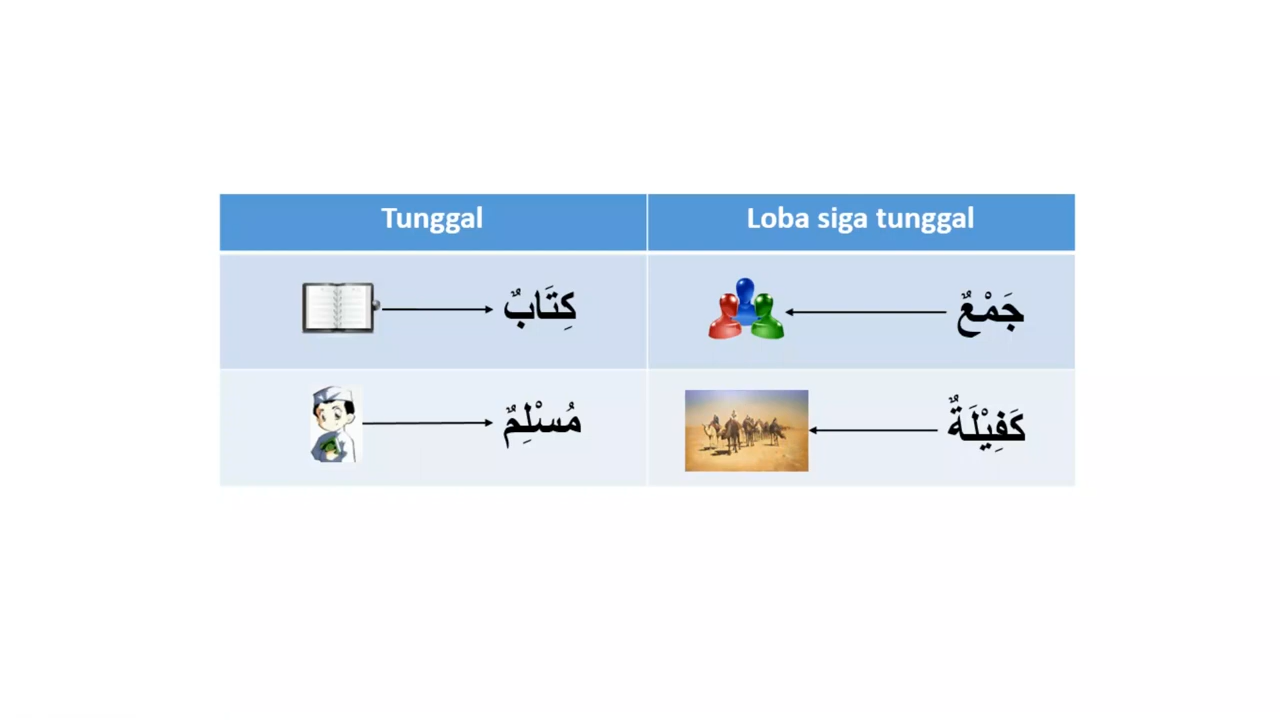 Tunggal
Loba siga tunggal
كِتَابٌ
جَمْعٌ
مُسْلِمٌ
كَفِيْلَةٌ